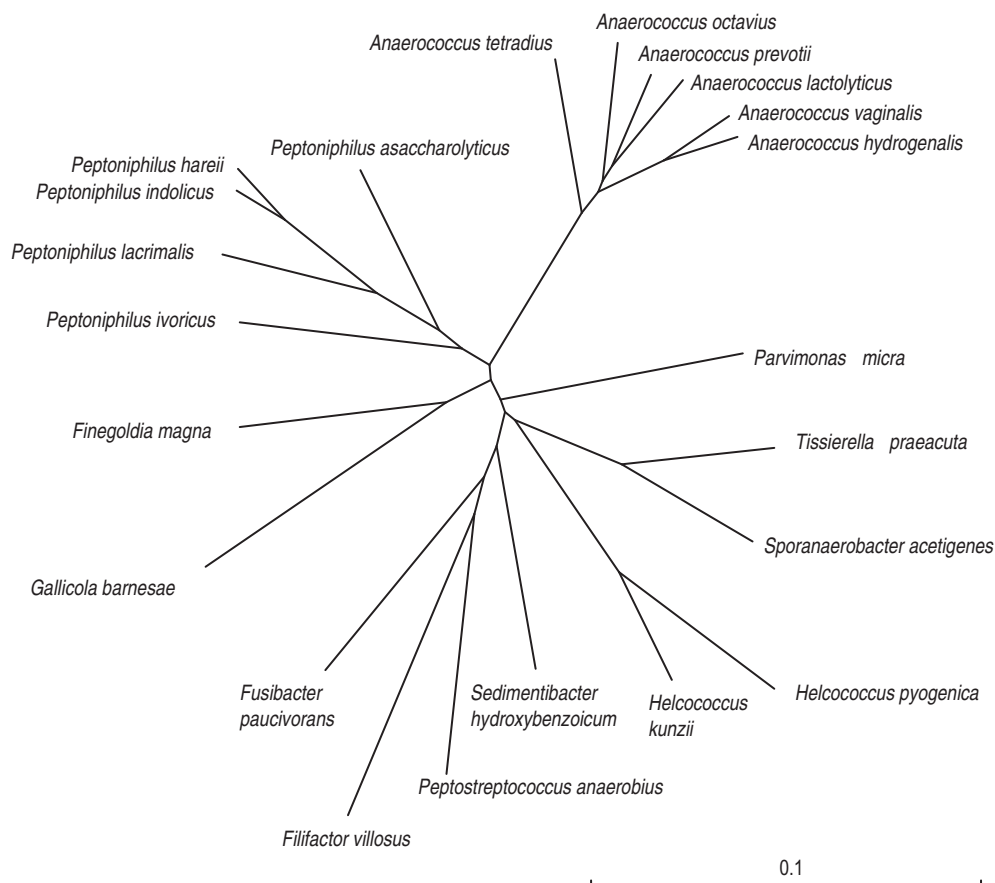 Anaerococcus octavius
Anaerococcus tetradius
Anaerococcus prevotii
Anaerococcus lactolyticus
Anaerococcus vaginalis
Anaerococcus hydrogenalis
Peptoniphilus asaccharolyticus
Peptoniphilus hareii
Peptoniphilus indolicus
Peptoniphilus lacrimalis
Peptoniphilus ivoricus
Parvimonas micra
Finegoldia magna
Tissierella praeacuta
Sporanaerobacter acetigenes
Gallicola barnesae
Fusibacter
paucivorans
Sedimentibacter
hydroxybenzoicum
Helcococcus
kunzii
Helcococcus pyogenica
Peptostreptococcus anaerobius
Filifactor villosus
0.1